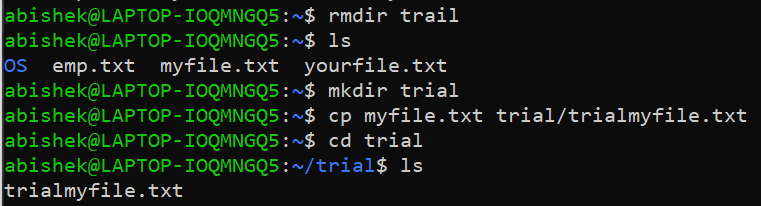 abishek@LAPTOP-IOQMNGQ5:~$ rmdir trail
abishek@LAPTOP-IOQMNGQ5:~$ ls
OS  emp.txt  myfile.txt  yourfile.txt
abishek@LAPTOP-IOQMNGQ5:~$ mkdir trial
abishek@LAPTOP-IOQMNGQ5:~$ cp myfile.txt trial/trialmyfile.txt
abishek@LAPTOP-IOQMNGQ5:~$ cd trial
abishek@LAPTOP-IOQMNGQ5:~/trial$ ls
trialmyfile.txt